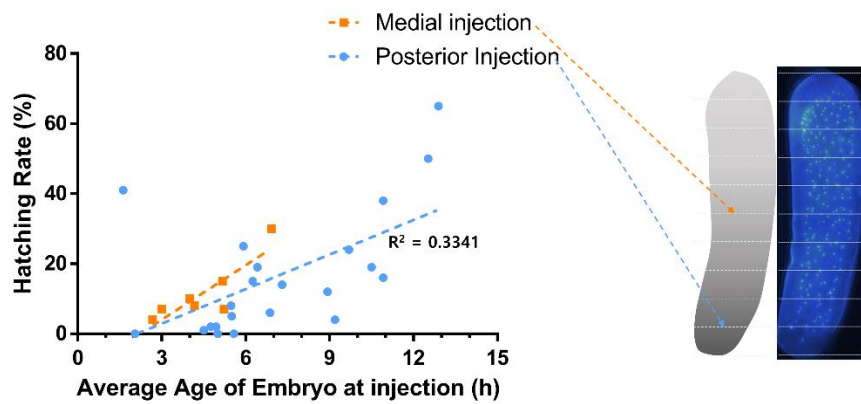 Medial injection
Posterior Injection
80
60
40
20
0
Hatching Rate (%)
R² = 0.3341
3 6 9 12 15
Average Age of Embryo at injection (h)